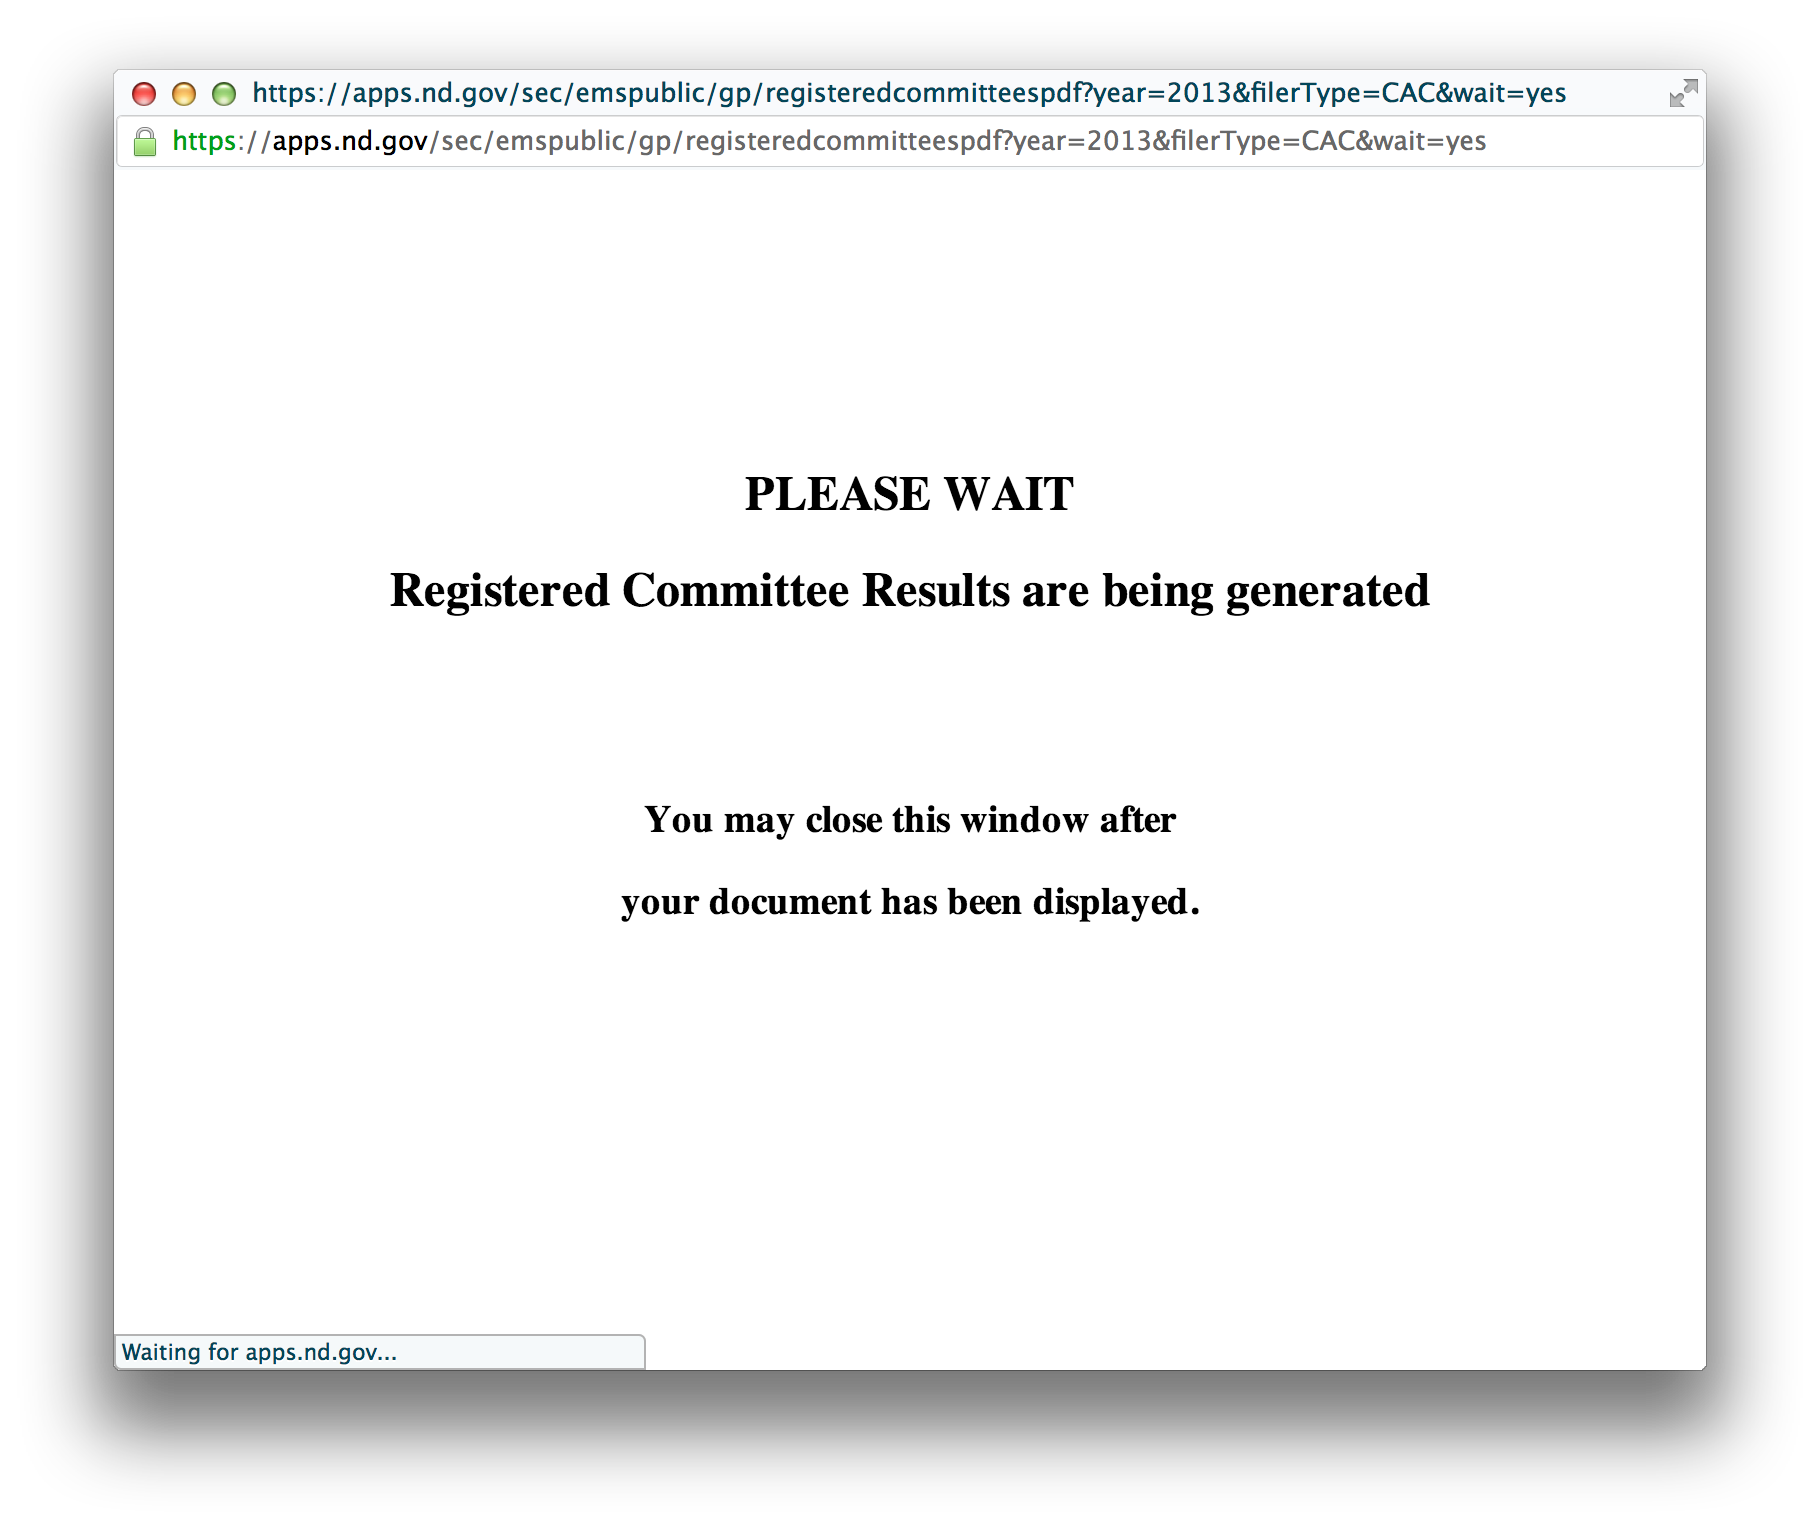 https://apps.nd.gov/sec/emspublic/gp/registeredcommitteespdf?year=2013&filerType=CAC&wait=yes
https://apps.nd.gov/sec/emspublic/gp/registeredcommitteespdf?year=2013&filerType=CAC&wait=yes
PLEASE WAIT
Registered Committee Results are being generated
You may close this window after
your document has been displayed.
Waiting for apps.nd.gov...